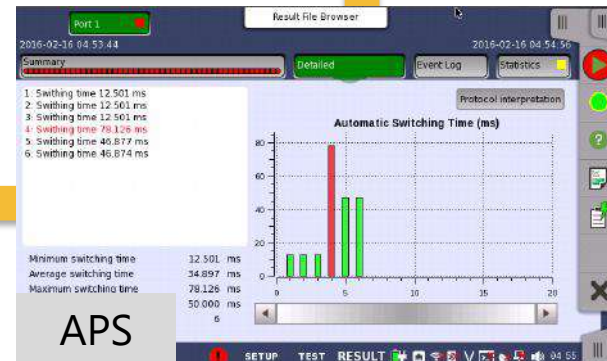 Port 1
Result File Browser
2016-02-16 04:53:44
2016-02-16 04:54:56
Summary
Detailed
Event Log
Statistics
1: Swithing time 12.501 ms
2: Swithing time 12.501 ms
3: Swithing time 12.501 ms
4: Swithing time 78.126 ms
5: Swithing time 46.877 ms
6: Swithing time 46.874 ms
Protocol interpretation
Automatic Switching Time (ms)
80
60
40
20
0
0 5 10 15 20
Minimum switching time 12.501 ms
Average switching time 34.897 ms
Maximum switching time 78.126 ms
50.000 ms
6
APS
SETUP TEST RESULT
04:55